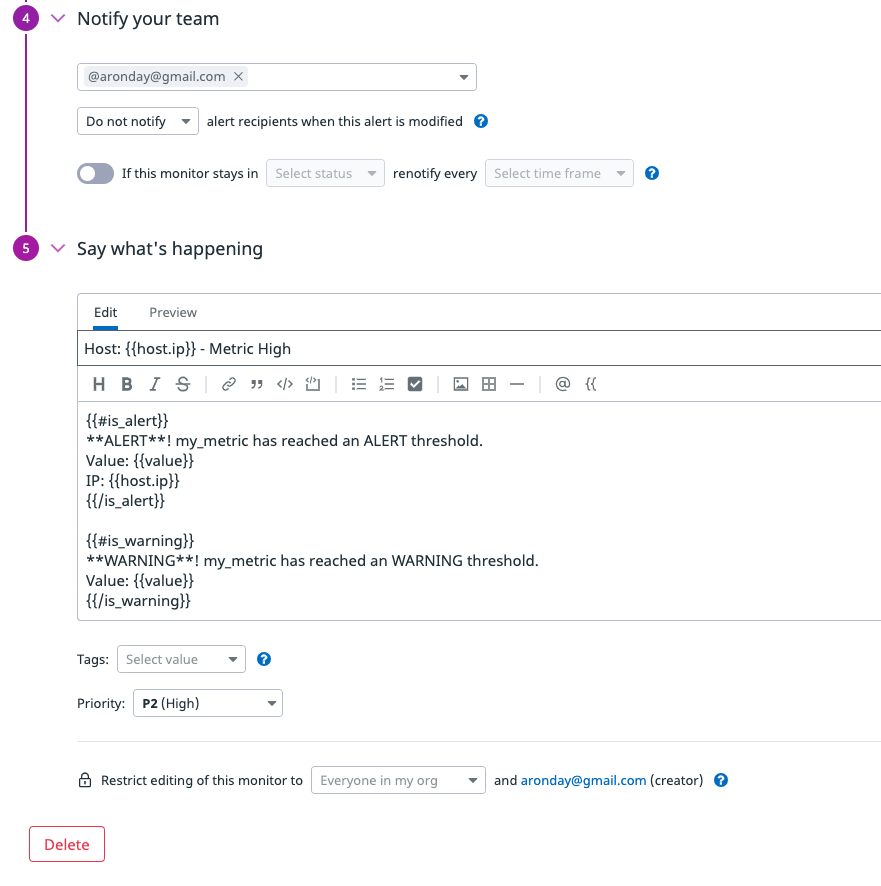 4 Notify your team
@aronday@gmail.com ×
Do not notify alert recipients when this alert is modified ?
If this monitor stays in Select status renotify every Select time frame ?
5 Say what's happening
Edit Preview
Host: {{host.ip}} - Metric High
H B I S @ {{
{{#is_alert}}
**ALERT**! my_metric has reached an ALERT threshold.
Value: {{value}}
IP: {{host.ip}}
{{/is_alert}}
{{#is_warning}}
**WARNING**! my_metric has reached an WARNING threshold.
Value: {{value}}
{{/is_warning}}
Tags: Select value ?
Priority: P2 (High)
Restrict editing of this monitor to Everyone in my org and aronday@gmail.com (creator) ?
Delete